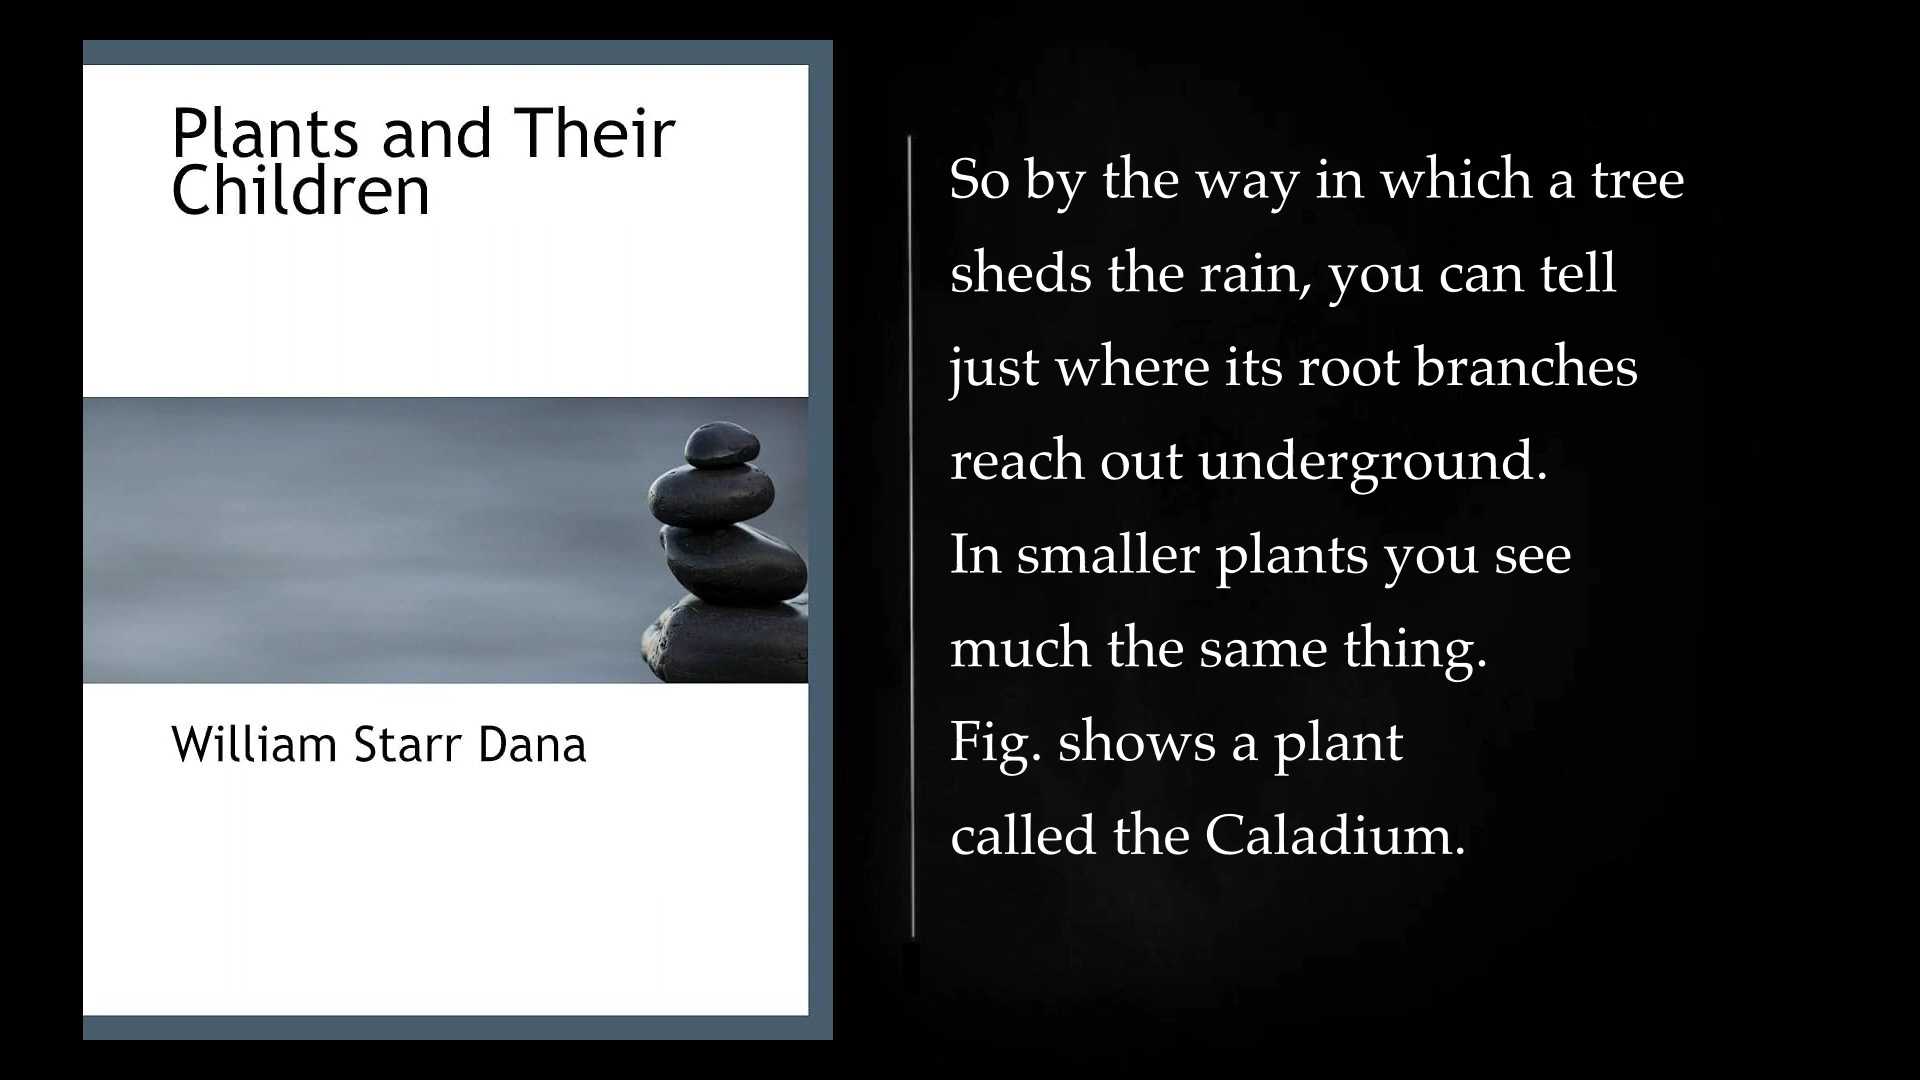 Plants and Their
Children
William Starr Dana
So by the way in which a tree
sheds the rain, you can tell
just where its root branches
reach out underground.
In smaller plants you see
much the same thing.
Fig. shows a plant
called the Caladium.